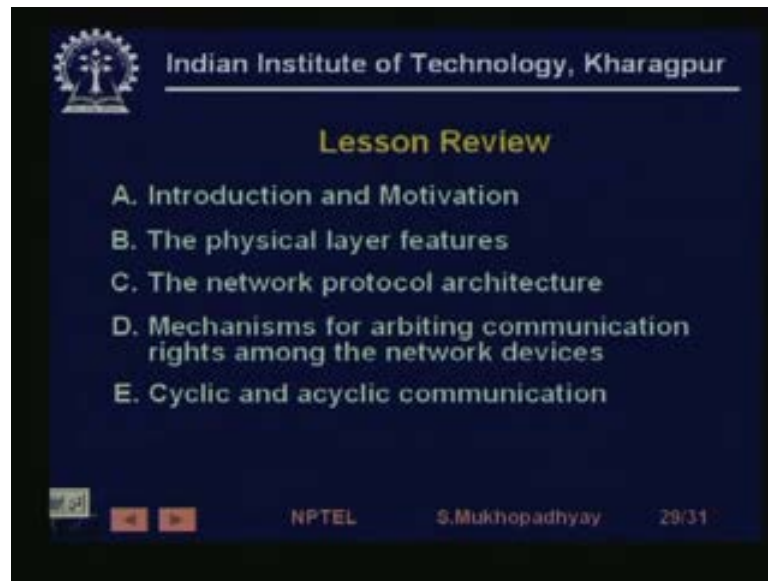 Indian Institute of Technology, Kharagpur
Lesson Review
A. Introduction and Motivation
B. The physical layer features
C. The network protocol architecture
D. Mechanisms for arbiting communication
rights among the network devices
E. Cyclic and acyclic communication
NPTEL S.Mukhopadhyay 29/31